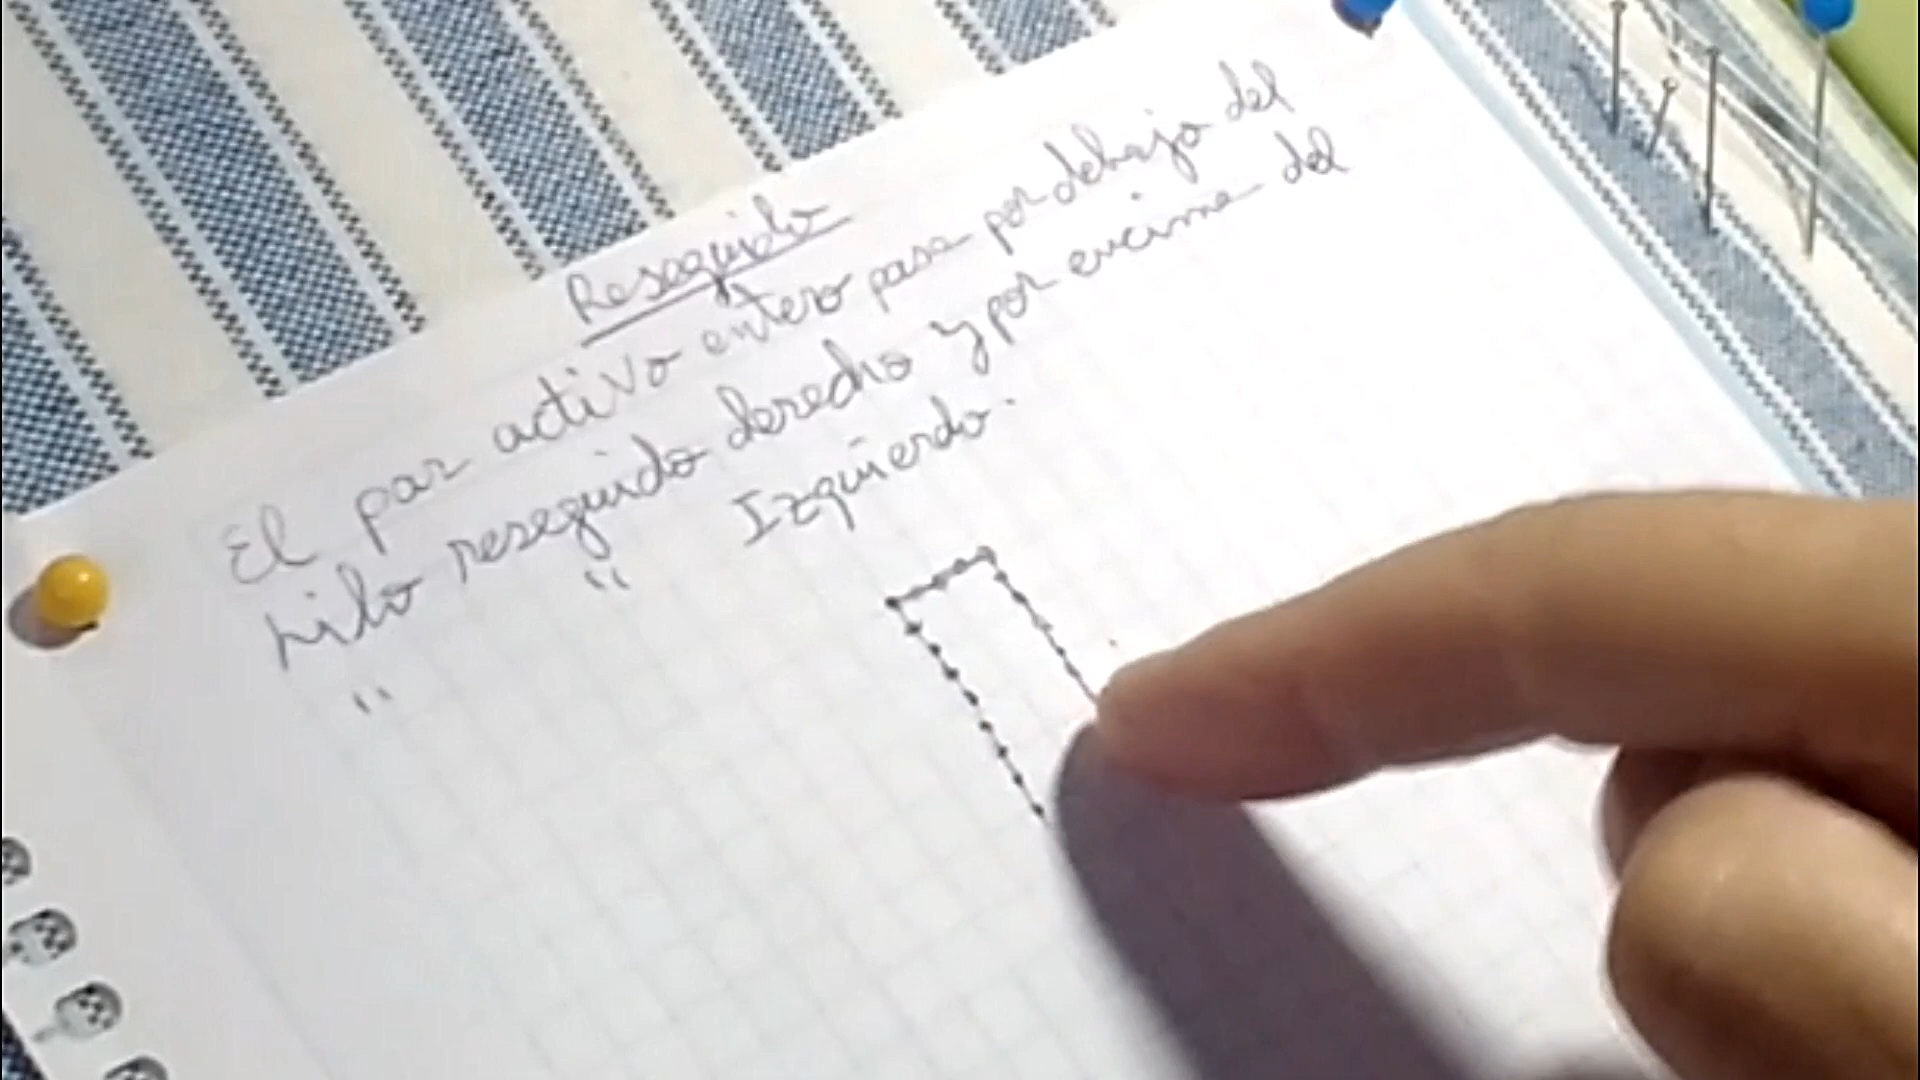 Reseguido
El par activo entero pasa por debajo del
hilo reseguido derecho y por encima del
" " Izquierdo.